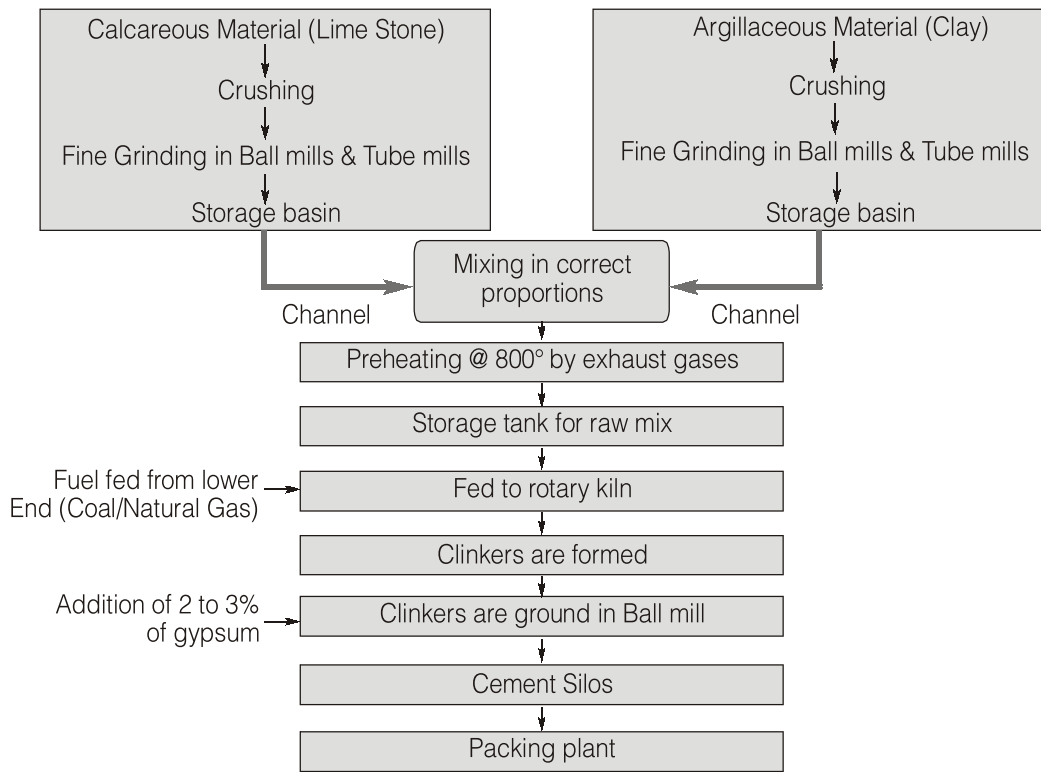 Calcareous Material (Lime Stone)
Crushing
Fine Grinding in Ball mills & Tube mills
Storage basin
Argillaceous Material (Clay)
Crushing
Fine Grinding in Ball mills & Tube mills
Storage basin
Channel
Mixing in correct
proportions
Channel
Preheating @ 800° by exhaust gases
Storage tank for raw mix
Fuel fed from lower
End (Coal/Natural Gas)
Fed to rotary kiln
Clinkers are formed
Addition of 2 to 3%
of gypsum
Clinkers are ground in Ball mill
Cement Silos
Packing plant